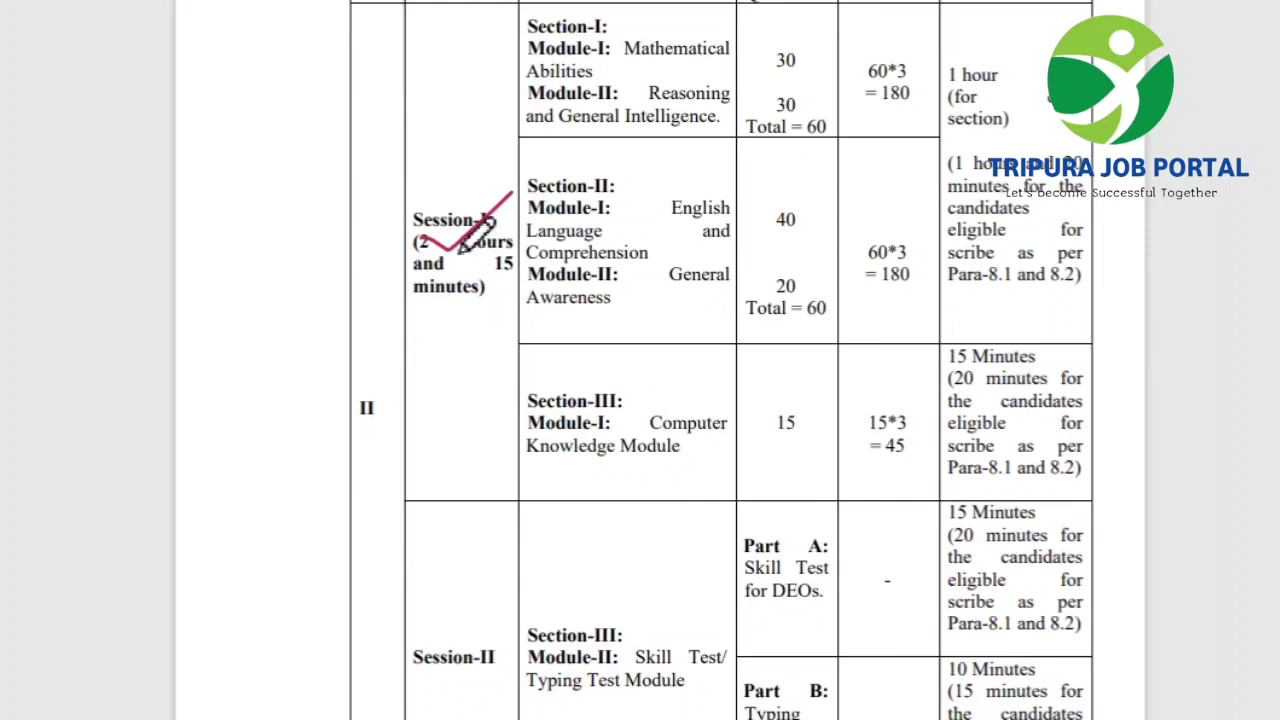 Section-I:
Module-I: Mathematical
Abilities
Module-II: Reasoning
and General Intelligence.
30
30
Total = 60
60*3
= 180
1 hour
(for
section)
(1 hours and
minutes for the
candidates
eligible for
scribe as per
Para-8.1 and 8.2)
TRIPURA JOB PORTAL
Let's Become Successful Together
Session-I
(2 hours
and 15
minutes)
Section-II:
Module-I: English
Language and
Comprehension
Module-II: General
Awareness
40
20
Total = 60
60*3
= 180
II
Section-III:
Module-I: Computer
Knowledge Module
15
15*3
= 45
15 Minutes
(20 minutes for
the candidates
eligible for
scribe as per
Para-8.1 and 8.2)
Session-II
Section-III:
Module-II: Skill Test/
Typing Test Module
Part A:
Skill Test
for DEOs.
-
15 Minutes
(20 minutes for
the candidates
eligible for
scribe as per
Para-8.1 and 8.2)
Part B:
Typing
10 Minutes
(15 minutes for
the candidates